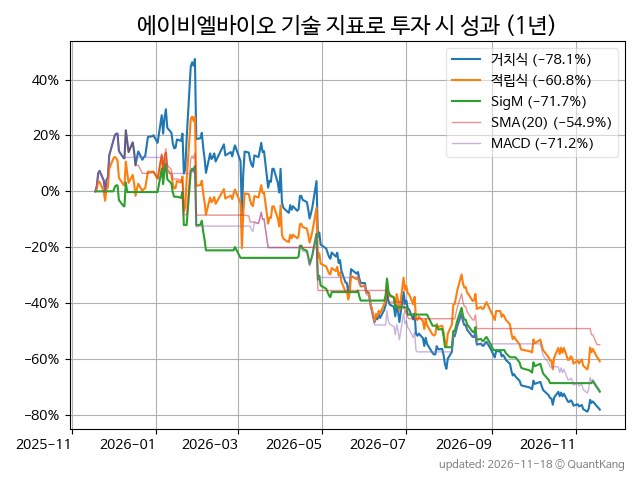 에이비엘바이오 기술 지표로 투자 시 성과 (1년)
거치식 (−78.1%)
적립식 (−60.8%)
SigM (−71.7%)
SMA(20) (−54.9%)
MACD (−71.2%)
40%
20%
0%
−20%
−40%
−60%
−80%
2025-11 2026-01 2026-03 2026-05 2026-07 2026-09 2026-11
updated: 2026-11-18 © QuantKang